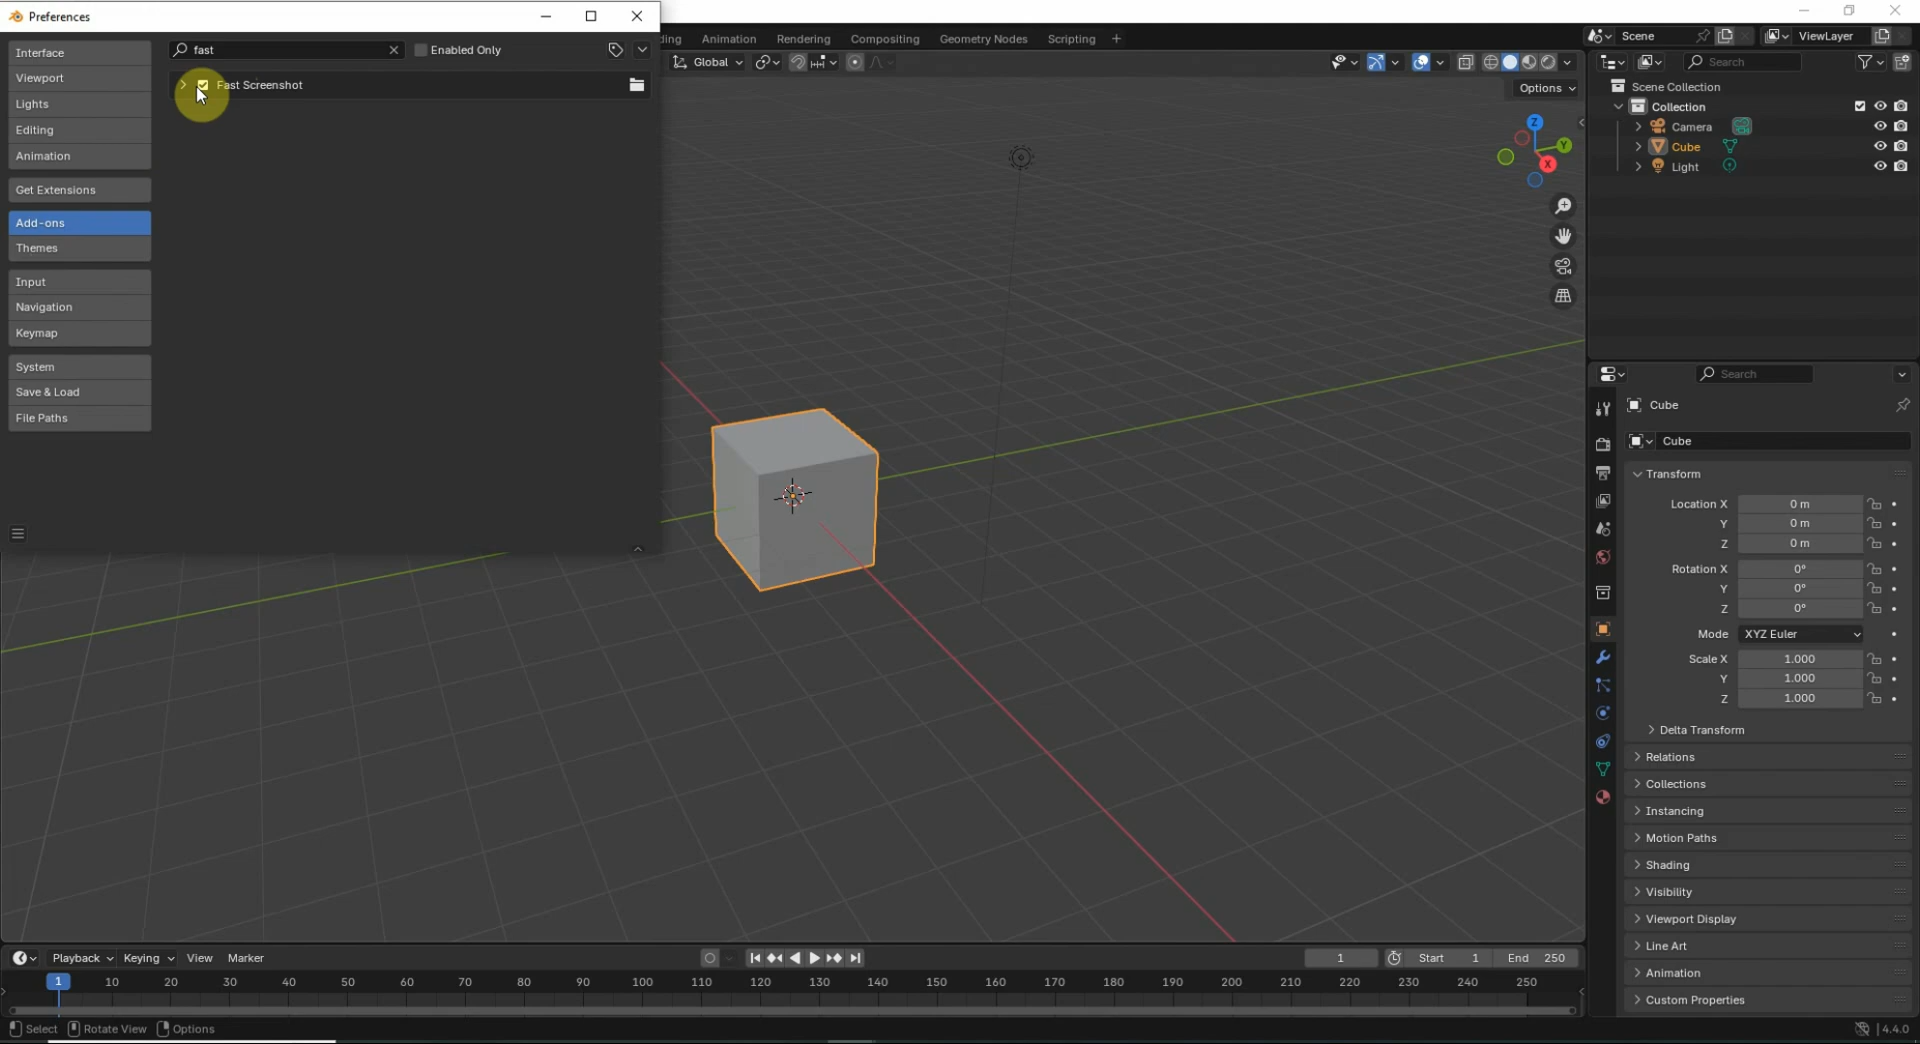 Preferences
fast
Enabled Only
Fast Screenshot
Interface
Viewport
Lights
Editing
Animation
Get Extensions
Add-ons
Themes
Input
Navigation
Keymap
System
Save & Load
File Paths
ding
Animation
Rendering
Compositing
Geometry Nodes
Scripting
+
Scene
ViewLayer
Global
Options
Z
Y
X
Search
Scene Collection
Collection
Camera
Cube
Light
Search
Cube
Cube
Transform
Location X 0 m
Y 0 m
Z 0 m
Rotation X 0°
Y 0°
Z 0°
Mode XYZ Euler
Scale X 1.000
Y 1.000
Z 1.000
Delta Transform
Relations
Collections
Instancing
Motion Paths
Shading
Visibility
Viewport Display
Line Art
Animation
Custom Properties
Playback Keying View Marker
1 Start 1 End 250
1 10 20 30 40 50 60 70 80 90 100 110 120 130 140 150 160 170 180 190 200 210 220 230 240 250
Select Rotate View Options
4.4.0